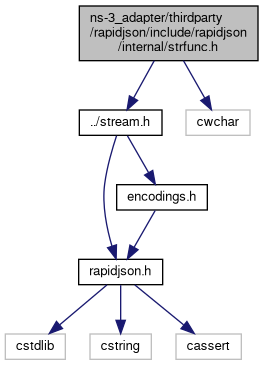 ns-3_adapter/thirdparty
/rapidjson/include/rapidjson
/internal/strfunc.h
../stream.h
cwchar
encodings.h
rapidjson.h
cstdlib
cstring
cassert